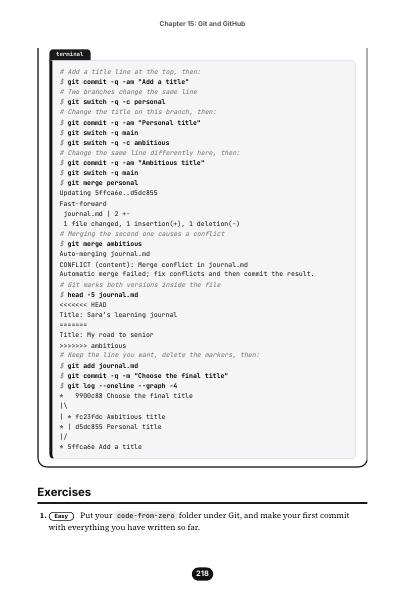 Chapter 15: Git and GitHub
terminal
# Add a title line at the top, then:
$ git commit -q -am "Add a title"
# Two branches change the same line
$ git switch -q -c personal
# Change the title on this branch, then:
$ git commit -q -am "Personal title"
$ git switch -q main
$ git switch -q -c ambitious
# Change the same line differently here, then:
$ git commit -q -am "Ambitious title"
$ git switch -q main
$ git merge personal
Updating 5ffca6e..d5dc855
Fast-forward
 journal.md | 2 +-
 1 file changed, 1 insertion(+), 1 deletion(-)
# Merging the second one causes a conflict
$ git merge ambitious
Auto-merging journal.md
CONFLICT (content): Merge conflict in journal.md
Automatic merge failed; fix conflicts and then commit the result.
# Git marks both versions inside the file
$ head -5 journal.md
<<<<<<< HEAD
Title: Sara's learning journal
=======
Title: My road to senior
>>>>>>> ambitious
# Keep the line you want, delete the markers, then:
$ git add journal.md
$ git commit -q -m "Choose the final title"
$ git log --oneline --graph -4
*   9900c88 Choose the final title
|\
| * fc23fdc Ambitious title
* | d5dc855 Personal title
|/
* 5ffca6e Add a title
Exercises
1. Easy Put your code-from-zero folder under Git, and make your first commit
with everything you have written so far.
218